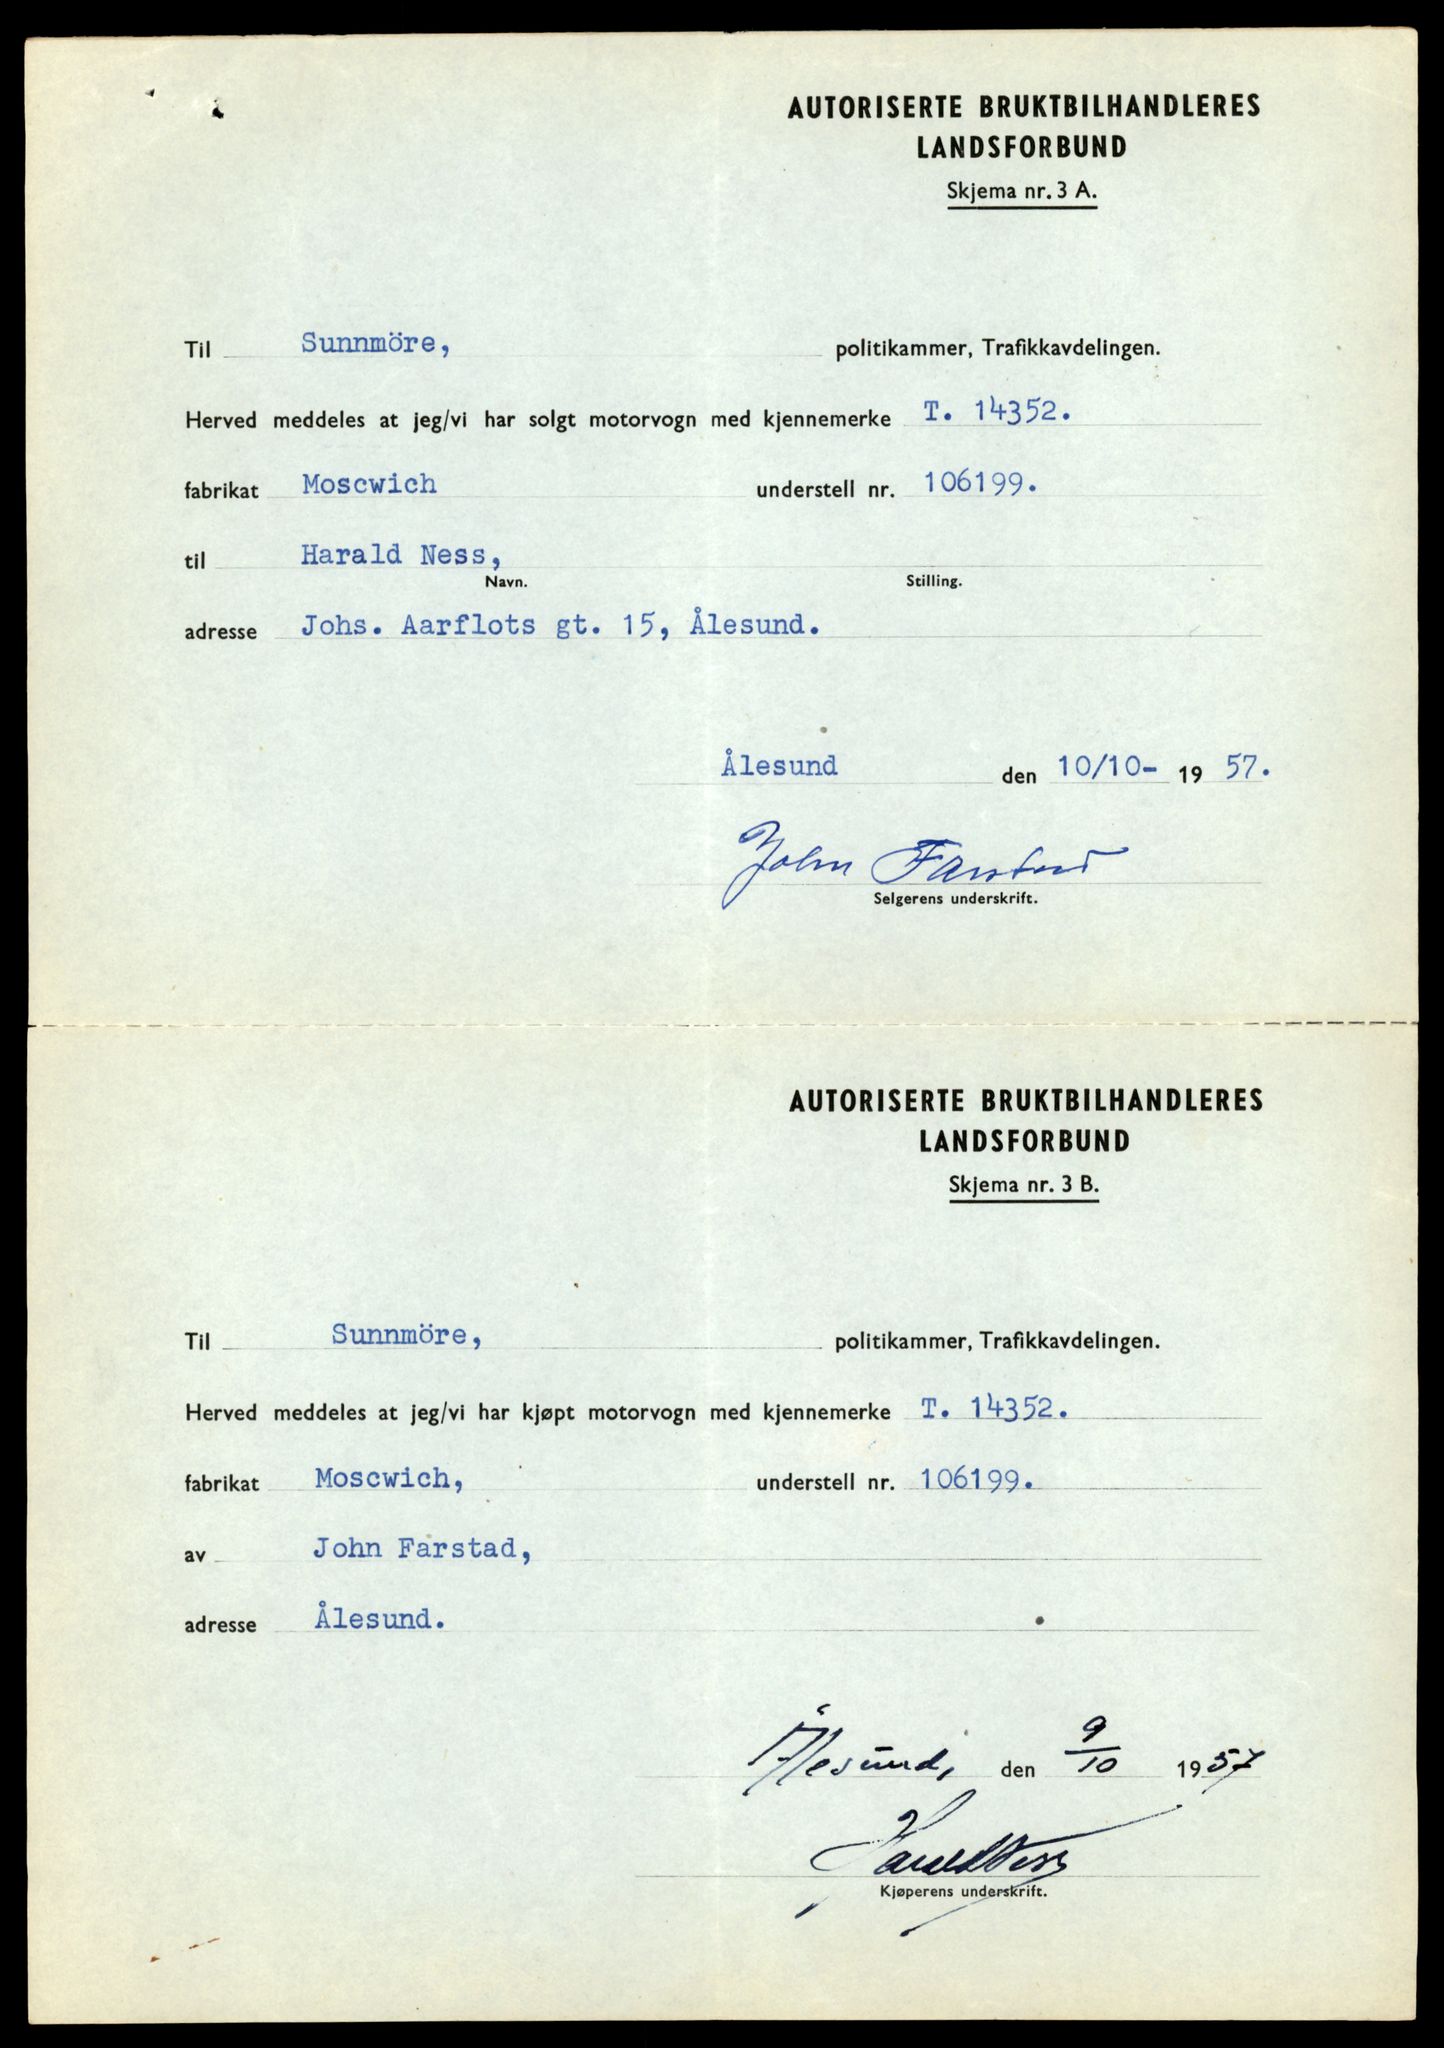 AUTORISERTE BRUKTBILHANDLERES
LANDSFORBUND
Skjema nr. 3 A.
Til Sunnmöre, politikammer, Trafikkavdelingen.
Herved meddeles at jeg/vi har solgt motorvogn med kjennemerke T. 14352.
fabrikat Moscwich understell nr. 106199.
til Harald Ness,
Navn. Stilling.
adresse Johs. Aarflots gt. 15, Ålesund.
Ålesund den 10/10- 19 57.
John Farstad
Selgerens underskrift.
AUTORISERTE BRUKTBILHANDLERES
LANDSFORBUND
Skjema nr. 3 B.
Til Sunnmöre, politikammer, Trafikkavdelingen.
Herved meddeles at jeg/vi har kjøpt motorvogn med kjennemerke T. 14352.
fabrikat Moscwich, understell nr. 106199.
av John Farstad,
adresse Ålesund.
Ålesund, den 9/10 1957
Harald Ness
Kjøperens underskrift.